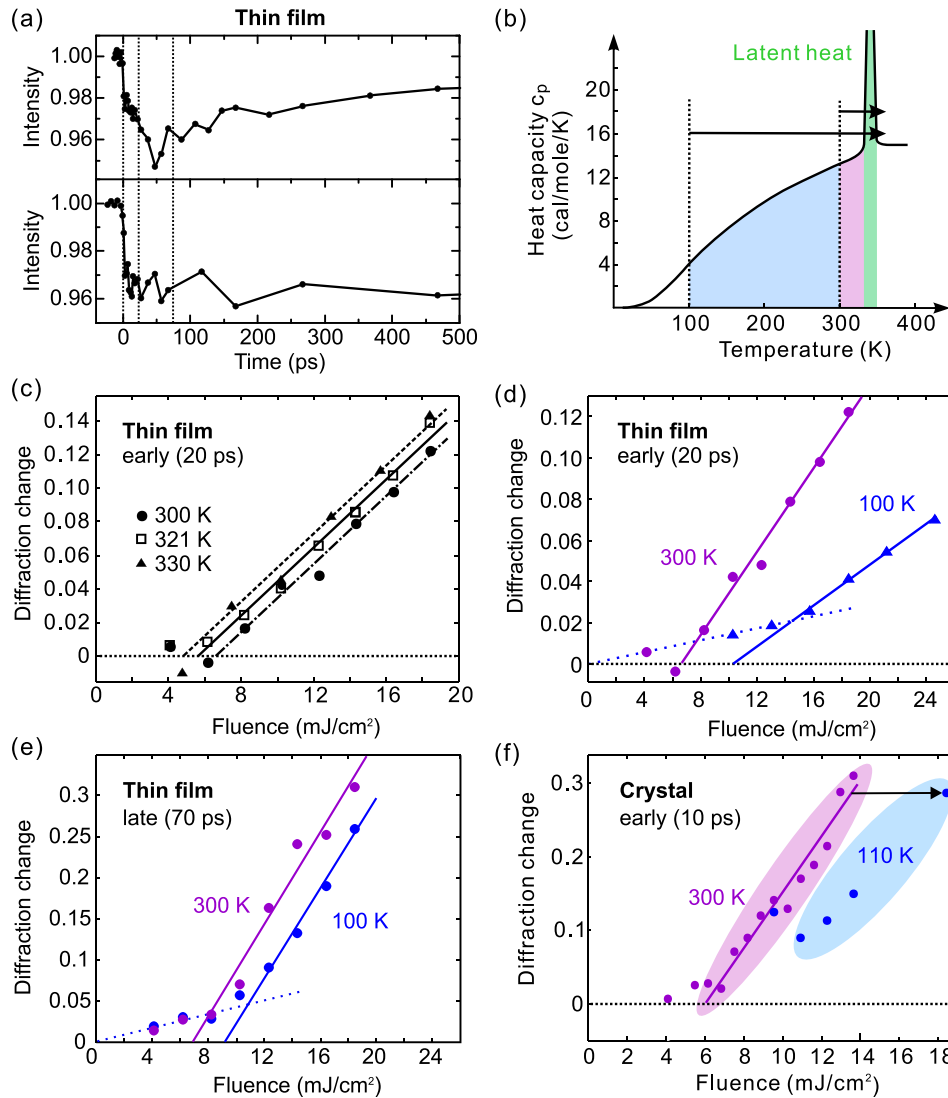 (a)
Thin film
Intensity
1.00
0.98
0.96
Intensity
1.00
0.98
0.96
0
100
200
300
400
500
Time (ps)
(b)
Latent heat
Heat capacity cₚ
(cal/mole/K)
20
16
12
8
4
100
200
300
400
Temperature (K)
(c)
Thin film
early (20 ps)
300 K
321 K
330 K
Diffraction change
0.14
0.12
0.10
0.08
0.06
0.04
0.02
0
0
4
8
12
16
20
Fluence (mJ/cm²)
(d)
Thin film
early (20 ps)
300 K
100 K
Diffraction change
0.12
0.10
0.08
0.06
0.04
0.02
0
0
4
8
12
16
20
24
Fluence (mJ/cm²)
(e)
Thin film
late (70 ps)
300 K
100 K
Diffraction change
0.3
0.25
0.2
0.15
0.1
0.05
0
0
4
8
12
16
20
24
Fluence (mJ/cm²)
(f)
Crystal
early (10 ps)
300 K
110 K
Diffraction change
0.3
0.2
0.1
0
0
2
4
6
8
10
12
14
16
18
Fluence (mJ/cm²)